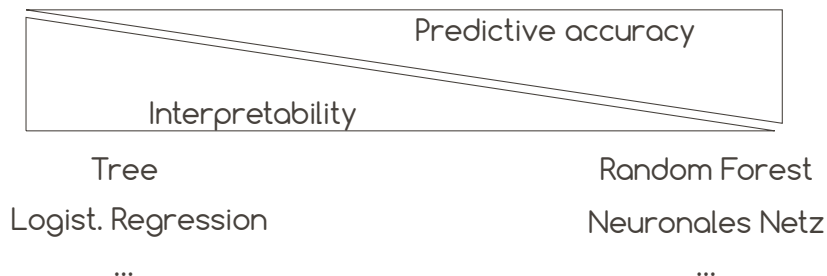 Predictive accuracy
Interpretability
Tree Random Forest
Logist. Regression Neuronales Netz
... ...